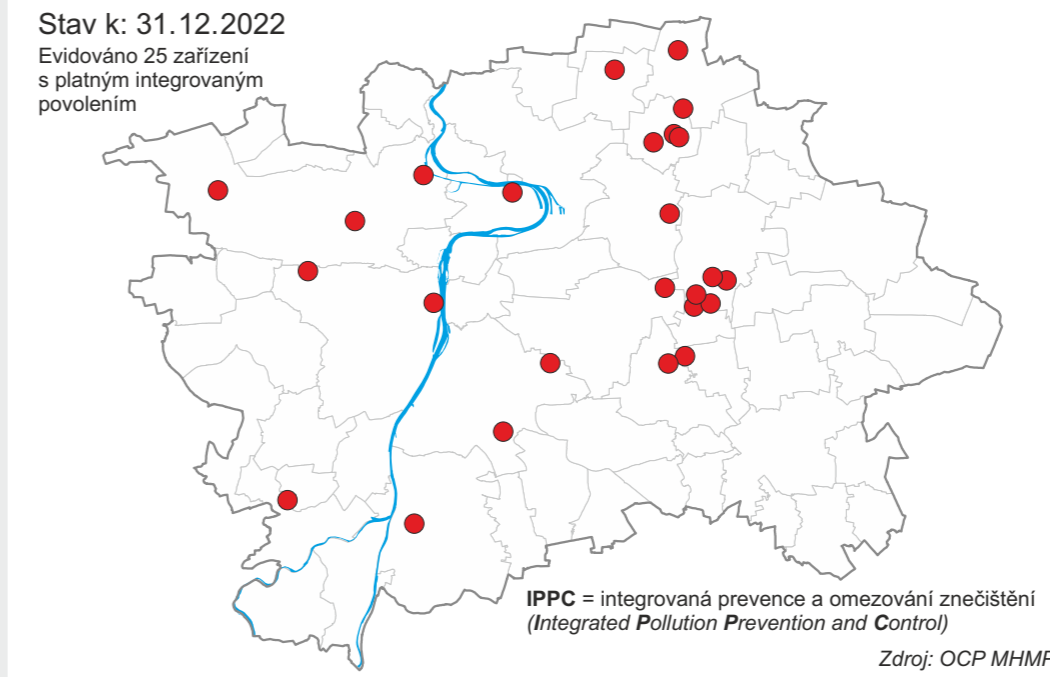 Stav k: 31.12.2022
Evidováno 25 zařízení
s platným integrovaným
povolením
IPPC = integrovaná prevence a omezování znečištění
(Integrated Pollution Prevention and Control)
Zdroj: OCP MHMP